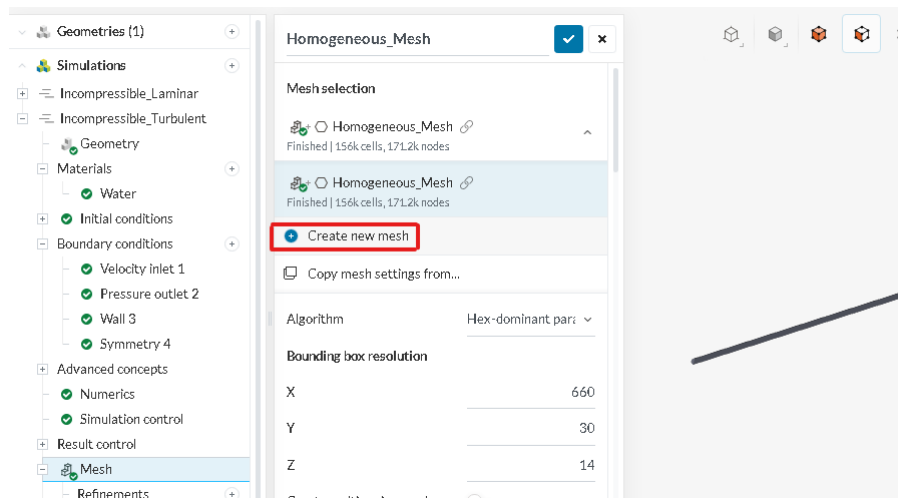 Geometries (1)
Simulations
Incompressible_Laminar
Incompressible_Turbulent
Geometry
Materials
Water
Initial conditions
Boundary conditions
Velocity inlet 1
Pressure outlet 2
Wall 3
Symmetry 4
Advanced concepts
Numerics
Simulation control
Result control
Mesh
Refinements
Homogeneous_Mesh
Mesh selection
Homogeneous_Mesh
Finished | 156k cells, 171.2k nodes
Homogeneous_Mesh
Finished | 156k cells, 171.2k nodes
Create new mesh
Copy mesh settings from...
Algorithm Hex-dominant para
Bounding box resolution
X 660
Y 30
Z 14